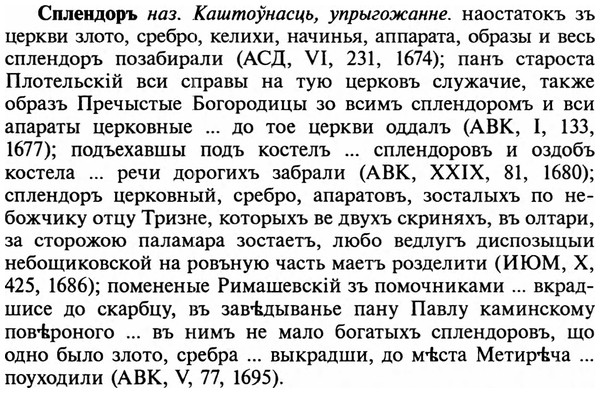 Сплендоръ наз. Каштоўнасць, упрыгожанне. наостатокъ зъ
церкви злото, сребро, келихи, начинья, аппарата, образы и весь
сплендоръ позабирали (АСД, VI, 231, 1674); панъ староста
Плотельскій вси справы на тую церковъ служачие, также
образъ Пречыстые Богородицы зо всимъ сплендоромъ и вси
апараты церковные ... до тое церкви оддалъ (АВК, I, 133,
1677); подъехавшы подъ костелъ ... сплендоровъ и оздобъ
костела ... речи дорогихъ забрали (АВК, XXIX, 81, 1680);
сплендоръ церковный, сребро, апаратовъ, зосталыхъ по не-
божчику отцу Тризне, которыхъ ве двухъ скриняхъ, въ олтари,
за сторожою паламара зостаетъ, любо ведлугъ диспозыцыи
небощиковской на ровъную часть маетъ розделити (ИЮМ, X,
425, 1686); помененые Римашевскій зъ помочниками ... вкрад-
шисе до скарбцу, въ завѣдыванье пану Павлу каминскому
повѣроного ... въ нимъ не мало богатыхъ сплендоровъ, що
одно было злото, сребра ... выкрадши, до мѣста Метирѣча ...
поуходили (АВК, V, 77, 1695).